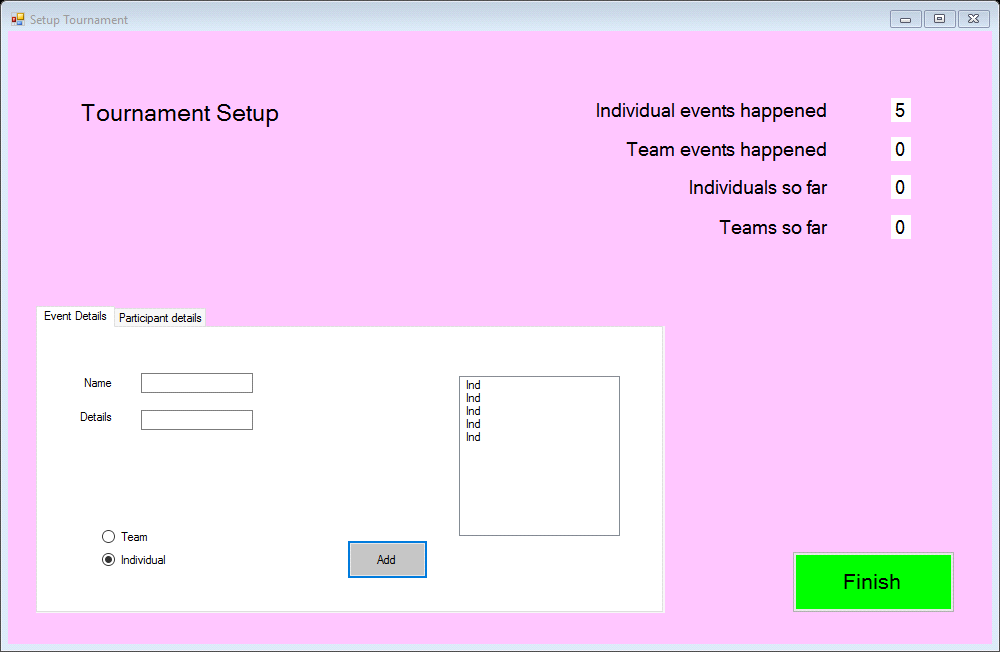 Setup Tournament
Tournament Setup
Individual events happened 5
Team events happened 0
Individuals so far 0
Teams so far 0
Event Details Participant details
Name
Details
Ind
Ind
Ind
Ind
Ind
Team
Individual
Add
Finish